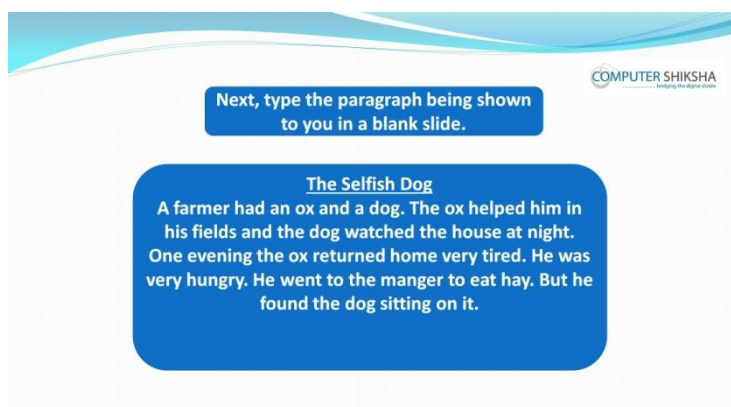 COMPUTER SHIKSHA
bridging the digital divide
Next, type the paragraph being shown
to you in a blank slide.
The Selfish Dog
A farmer had an ox and a dog. The ox helped him in
his fields and the dog watched the house at night.
One evening the ox returned home very tired. He was
very hungry. He went to the manger to eat hay. But he
found the dog sitting on it.